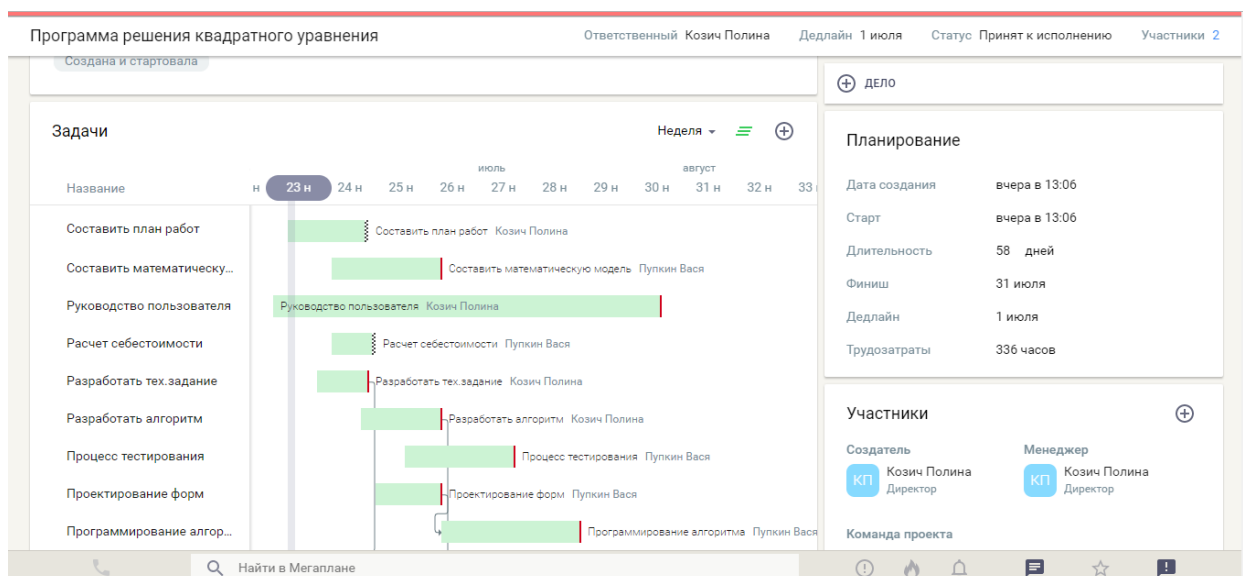 Программа решения квадратного уравнения
Ответственный Козич Полина Дедлайн 1 июля Статус Принят к исполнению Участники 2
Создана и стартовала
Задачи
Неделя
июль август
Название н 23 н 24 н 25 н 26 н 27 н 28 н 29 н 30 н 31 н 32 н 33
Составить план работ Составить план работ Козич Полина
Составить математическу... Составить математическую модель Пупкин Вася
Руководство пользователя Руководство пользователя Козич Полина
Расчет себестоимости Расчет себестоимости Пупкин Вася
Разработать тех.задание Разработать тех.задание Козич Полина
Разработать алгоритм Разработать алгоритм Козич Полина
Процесс тестирования Процесс тестирования Пупкин Вася
Проектирование форм Проектирование форм Пупкин Вася
Программирование алгор... Программирование алгоритма Пупкин Вася
ДЕЛО
Планирование
Дата создания вчера в 13:06
Старт вчера в 13:06
Длительность 58 дней
Финиш 31 июля
Дедлайн 1 июля
Трудозатраты 336 часов
Участники
Создатель Менеджер
КП Козич Полина КП Козич Полина
Директор Директор
Команда проекта
Найти в Мегаплане